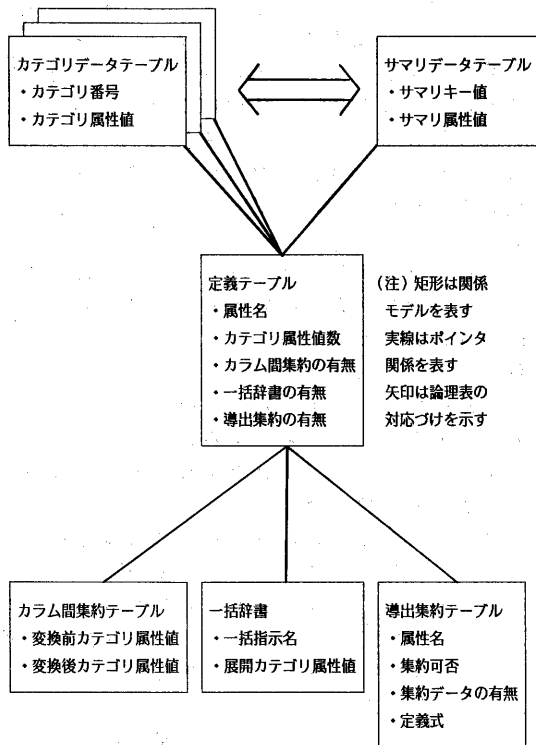 カテゴリデータテーブル
・カテゴリ番号
・カテゴリ属性値
サマリデータテーブル
・サマリキー値
・サマリ属性値
定義テーブル
・属性名
・カテゴリ属性値数
・カラム間集約の有無
・一括辞書の有無
・導出集約の有無
(注)矩形は関係
モデルを表す
実線はポインタ
関係を表す
矢印は論理表の
対応づけを示す
カラム間集約テーブル
・変換前カテゴリ属性値
・変換後カテゴリ属性値
一括辞書
・一括指示名
・展開カテゴリ属性値
導出集約テーブル
・属性名
・集約可否
・集約データの有無
・定義式